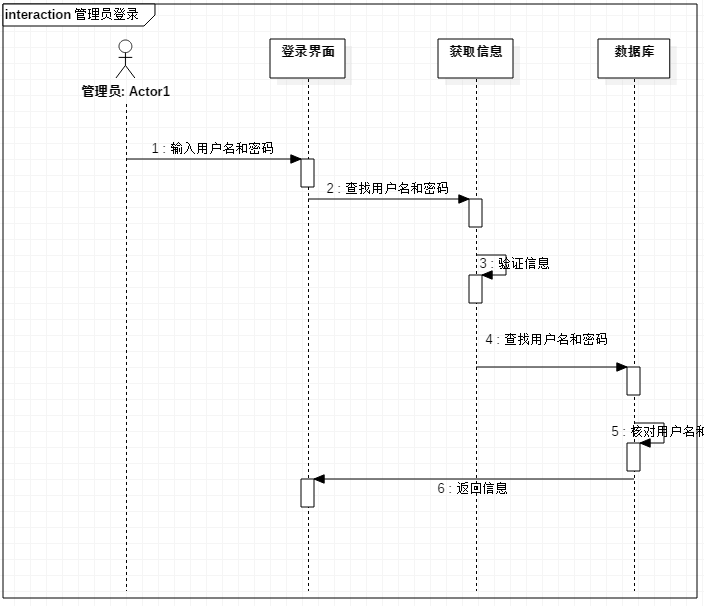 interaction 管理员登录
登录界面
获取信息
数据库
管理员: Actor1
1 : 输入用户名和密码
2 : 查找用户名和密码
3 : 验证信息
4 : 查找用户名和密码
5 : 核对用户名和
6 : 返回信息